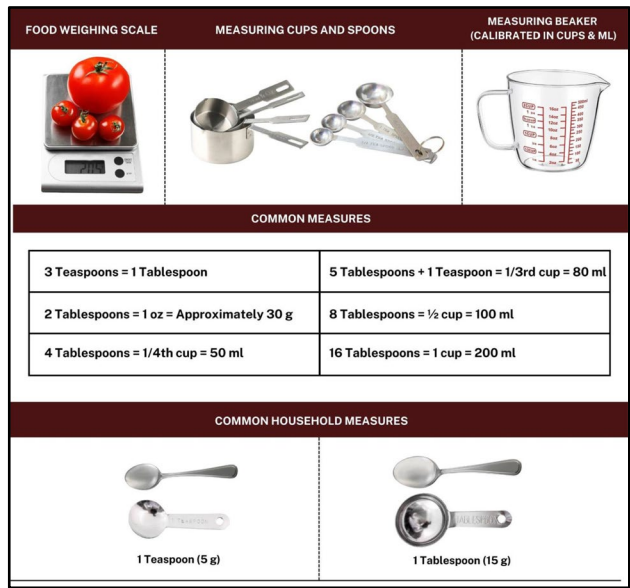 FOOD WEIGHING SCALE
MEASURING CUPS AND SPOONS
MEASURING BEAKER
(CALIBRATED IN CUPS & ML)
COMMON MEASURES
3 Teaspoons = 1 Tablespoon
5 Tablespoons + 1 Teaspoon = 1/3rd cup = 80 ml
2 Tablespoons = 1 oz = Approximately 30 g
8 Tablespoons = ½ cup = 100 ml
4 Tablespoons = 1/4th cup = 50 ml
16 Tablespoons = 1 cup = 200 ml
COMMON HOUSEHOLD MEASURES
1 Teaspoon (5 g)
1 Tablespoon (15 g)